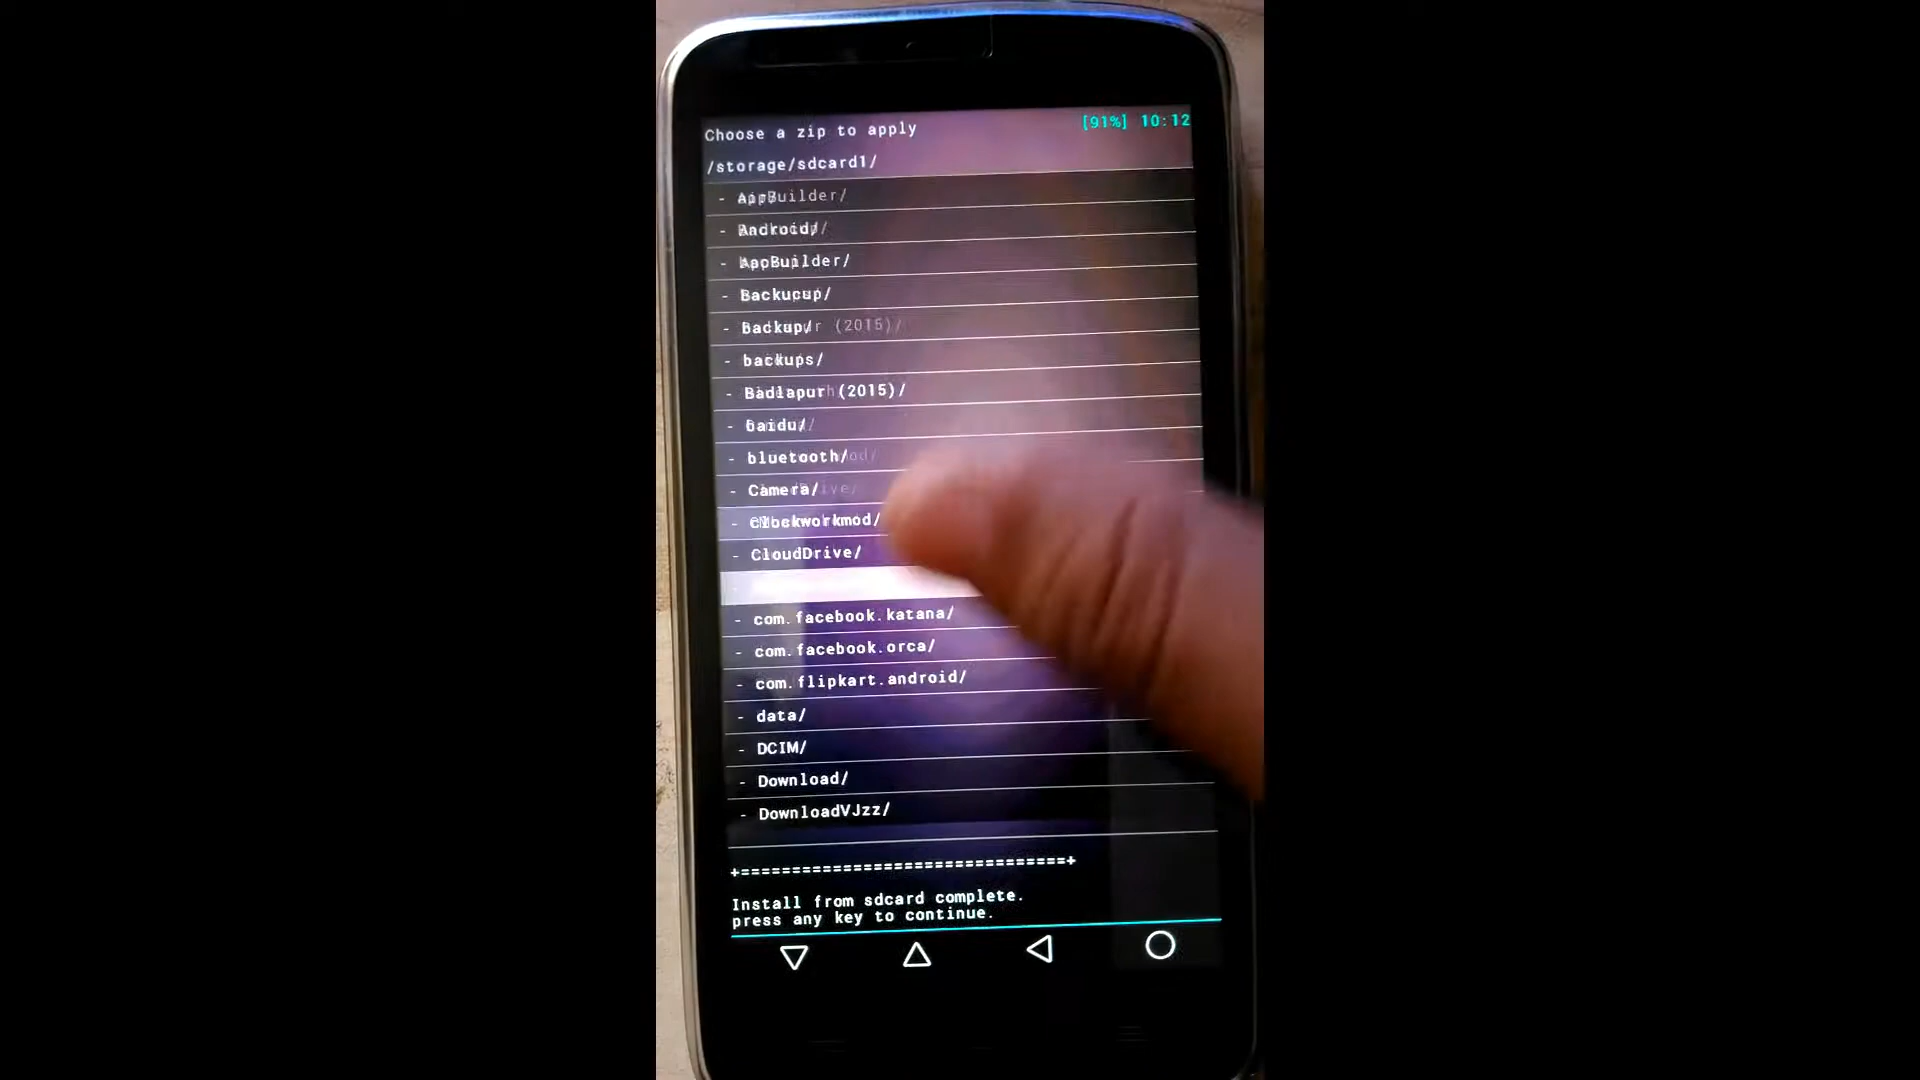 Choose a zip to apply
[91%] 10:12
/storage/sdcard1/
- AppBuilder/
- Android/
- AppBuilder/
- Backucup/
- Backup/
- backups/
- Badlapur (2015)/
- baidu/
- bluetooth/
- Camera/
- clockworkmod/
- CloudDrive/
- com.facebook.katana/
- com.facebook.orca/
- com.flipkart.android/
- data/
- DCIM/
- Download/
- DownloadVJzz/
+================================+
Install from sdcard complete.
press any key to continue.